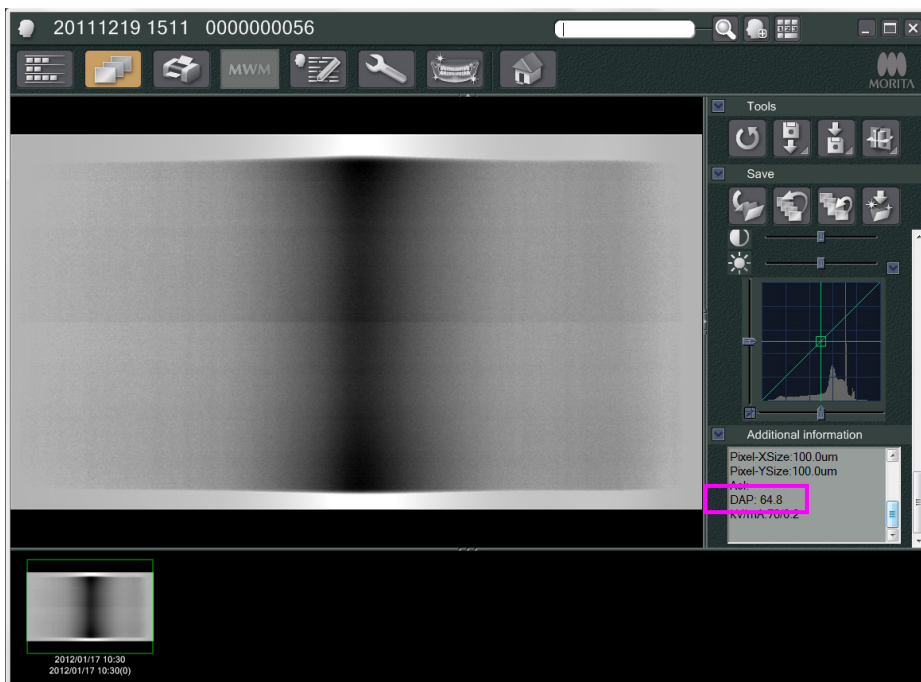 20111219 1511 0000000056
MWM
MORITA
Tools
Save
Additional information
Pixel-XSize:100.0um
Pixel-YSize:100.0um
DAP: 64.8
kV/mA:70/0.2
2012/01/17 10:30
2012/01/17 10:30(0)